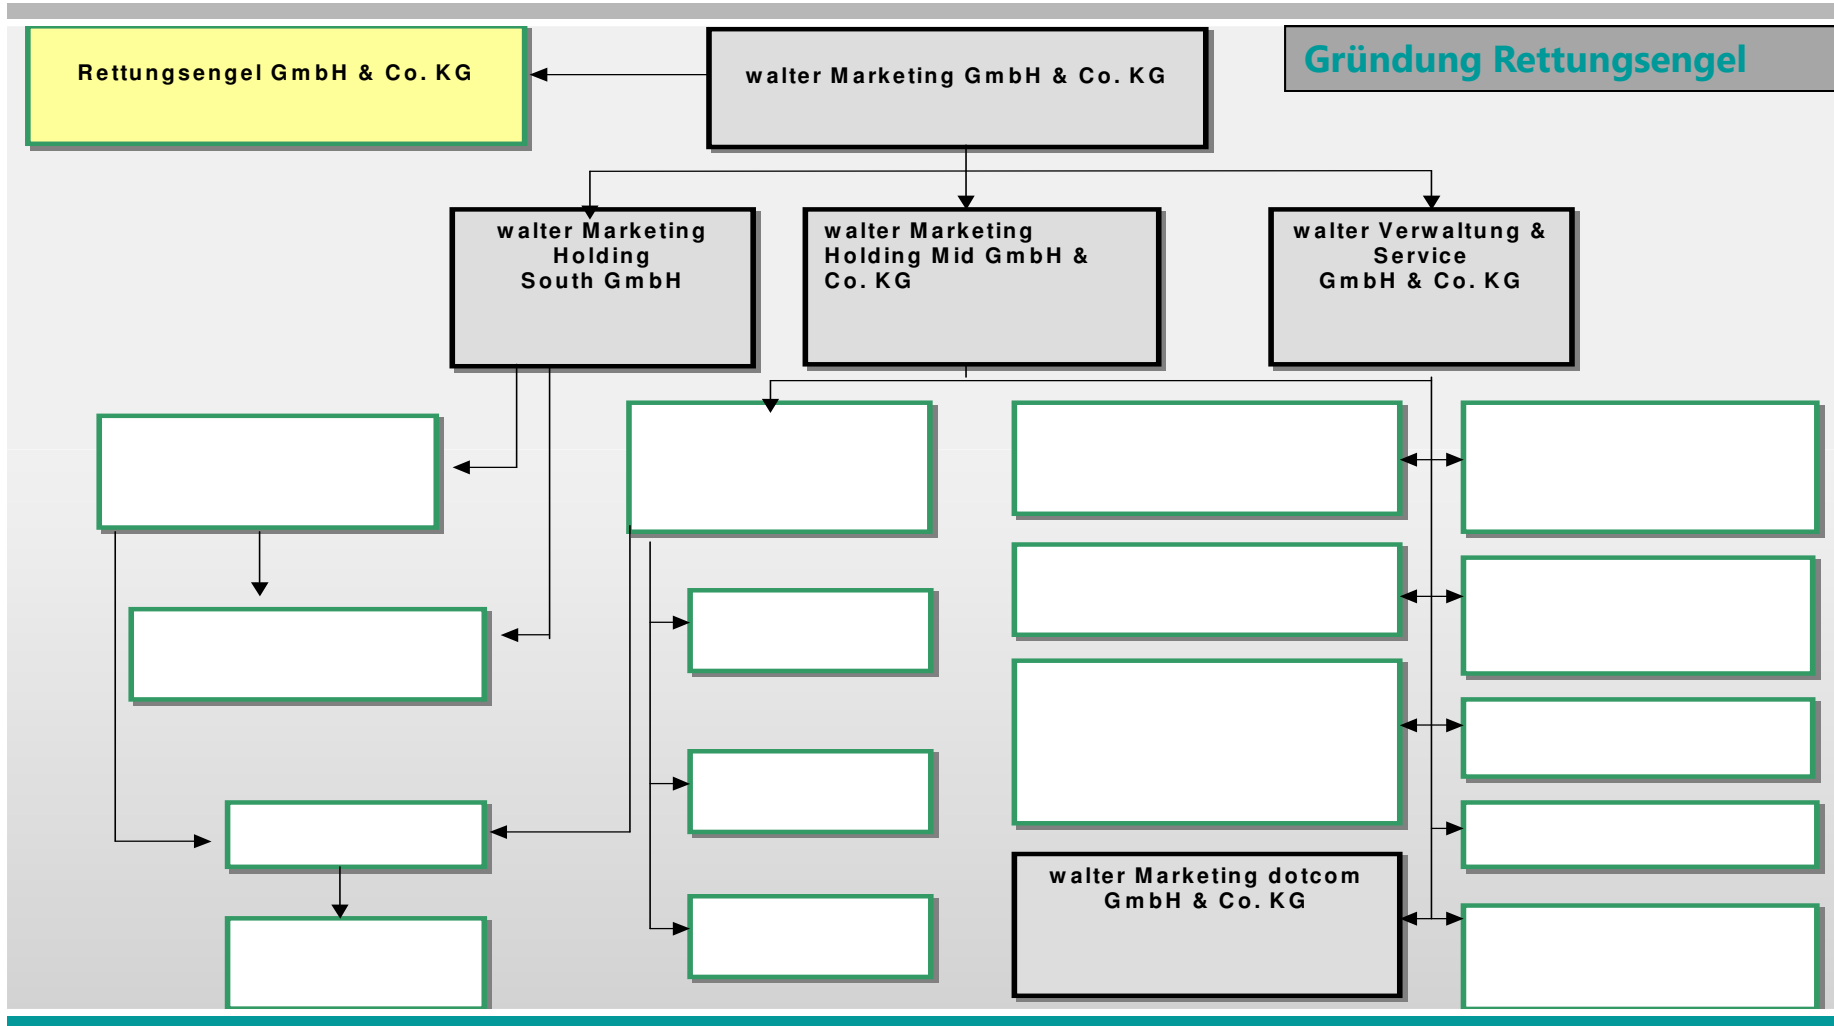 Rettungsengel GmbH & Co. KG
walter Marketing GmbH & Co. KG
Gründung Rettungsengel
walter Marketing
Holding
South GmbH
walter Marketing
Holding Mid GmbH &
Co. KG
walter Verwaltung &
Service
GmbH & Co. KG
walter Marketing dotcom
GmbH & Co. KG